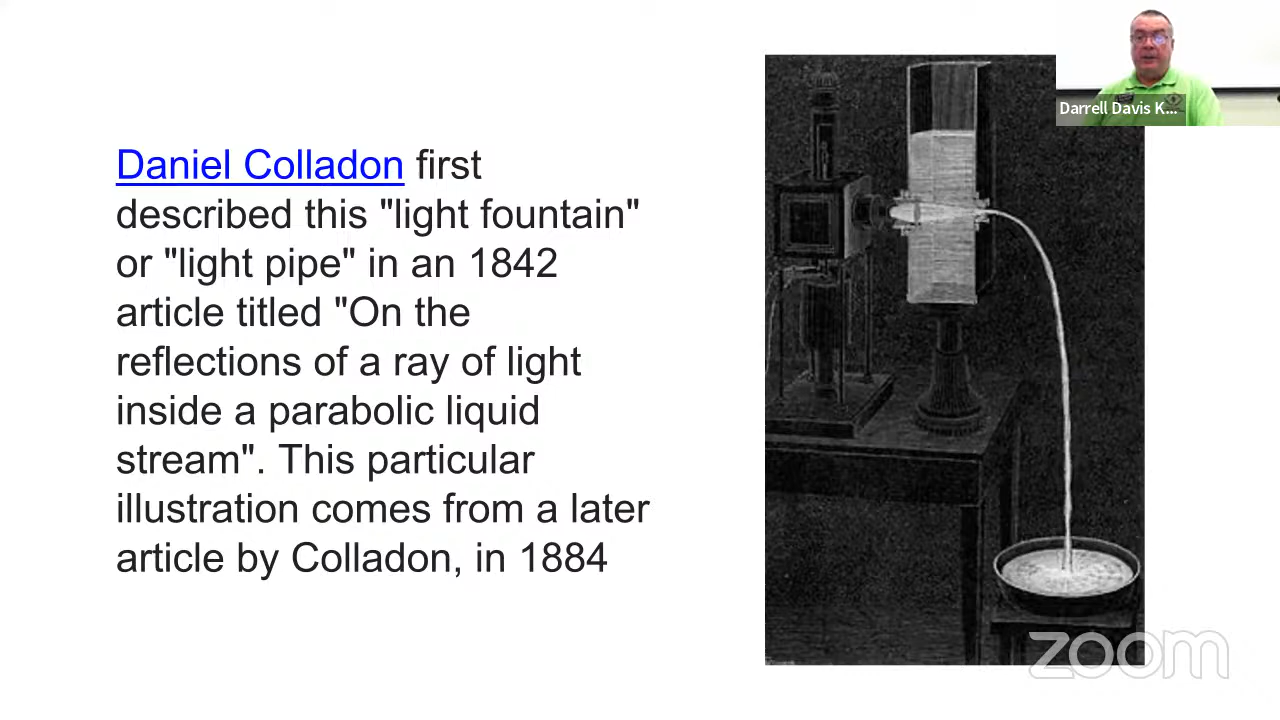 Daniel Colladon first
described this "light fountain"
or "light pipe" in an 1842
article titled "On the
reflections of a ray of light
inside a parabolic liquid
stream". This particular
illustration comes from a later
article by Colladon, in 1884
Darrell Davis K...
zoom